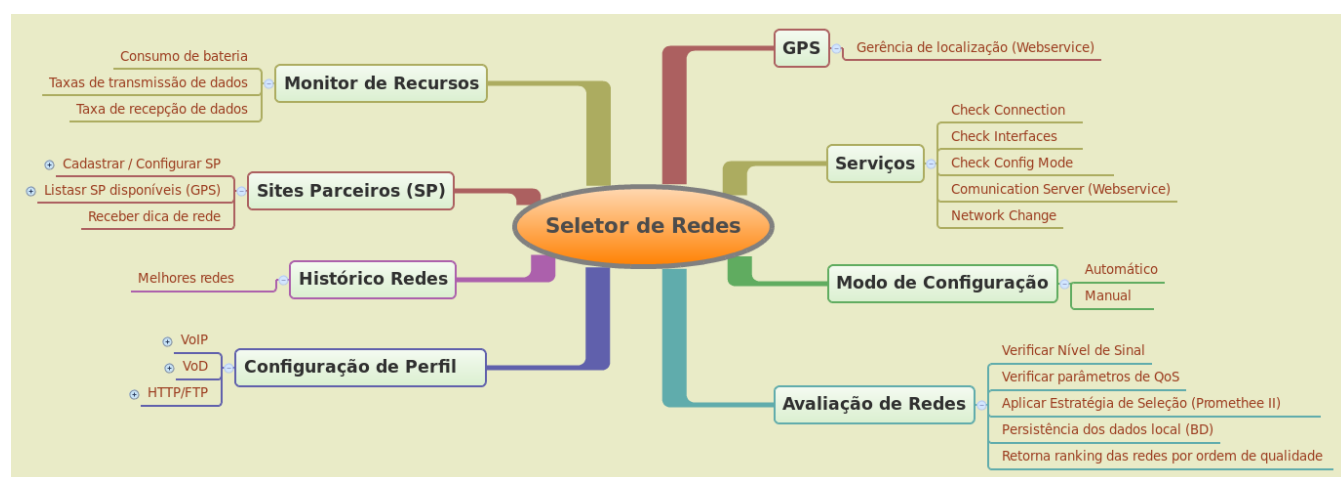 Seletor de Redes
Monitor de Recursos
Consumo de bateria
Taxas de transmissão de dados
Taxa de recepção de dados
Sites Parceiros (SP)
Cadastrar / Configurar SP
Listasr SP disponíveis (GPS)
Receber dica de rede
Histórico Redes
Melhores redes
Configuração de Perfil
VoIP
VoD
HTTP/FTP
GPS
Gerência de localização (Webservice)
Serviços
Check Connection
Check Interfaces
Check Config Mode
Comunication Server (Webservice)
Network Change
Modo de Configuração
Automático
Manual
Avaliação de Redes
Verificar Nível de Sinal
Verificar parâmetros de QoS
Aplicar Estratégia de Seleção (Promethee II)
Persistência dos dados local (BD)
Retorna ranking das redes por ordem de qualidade